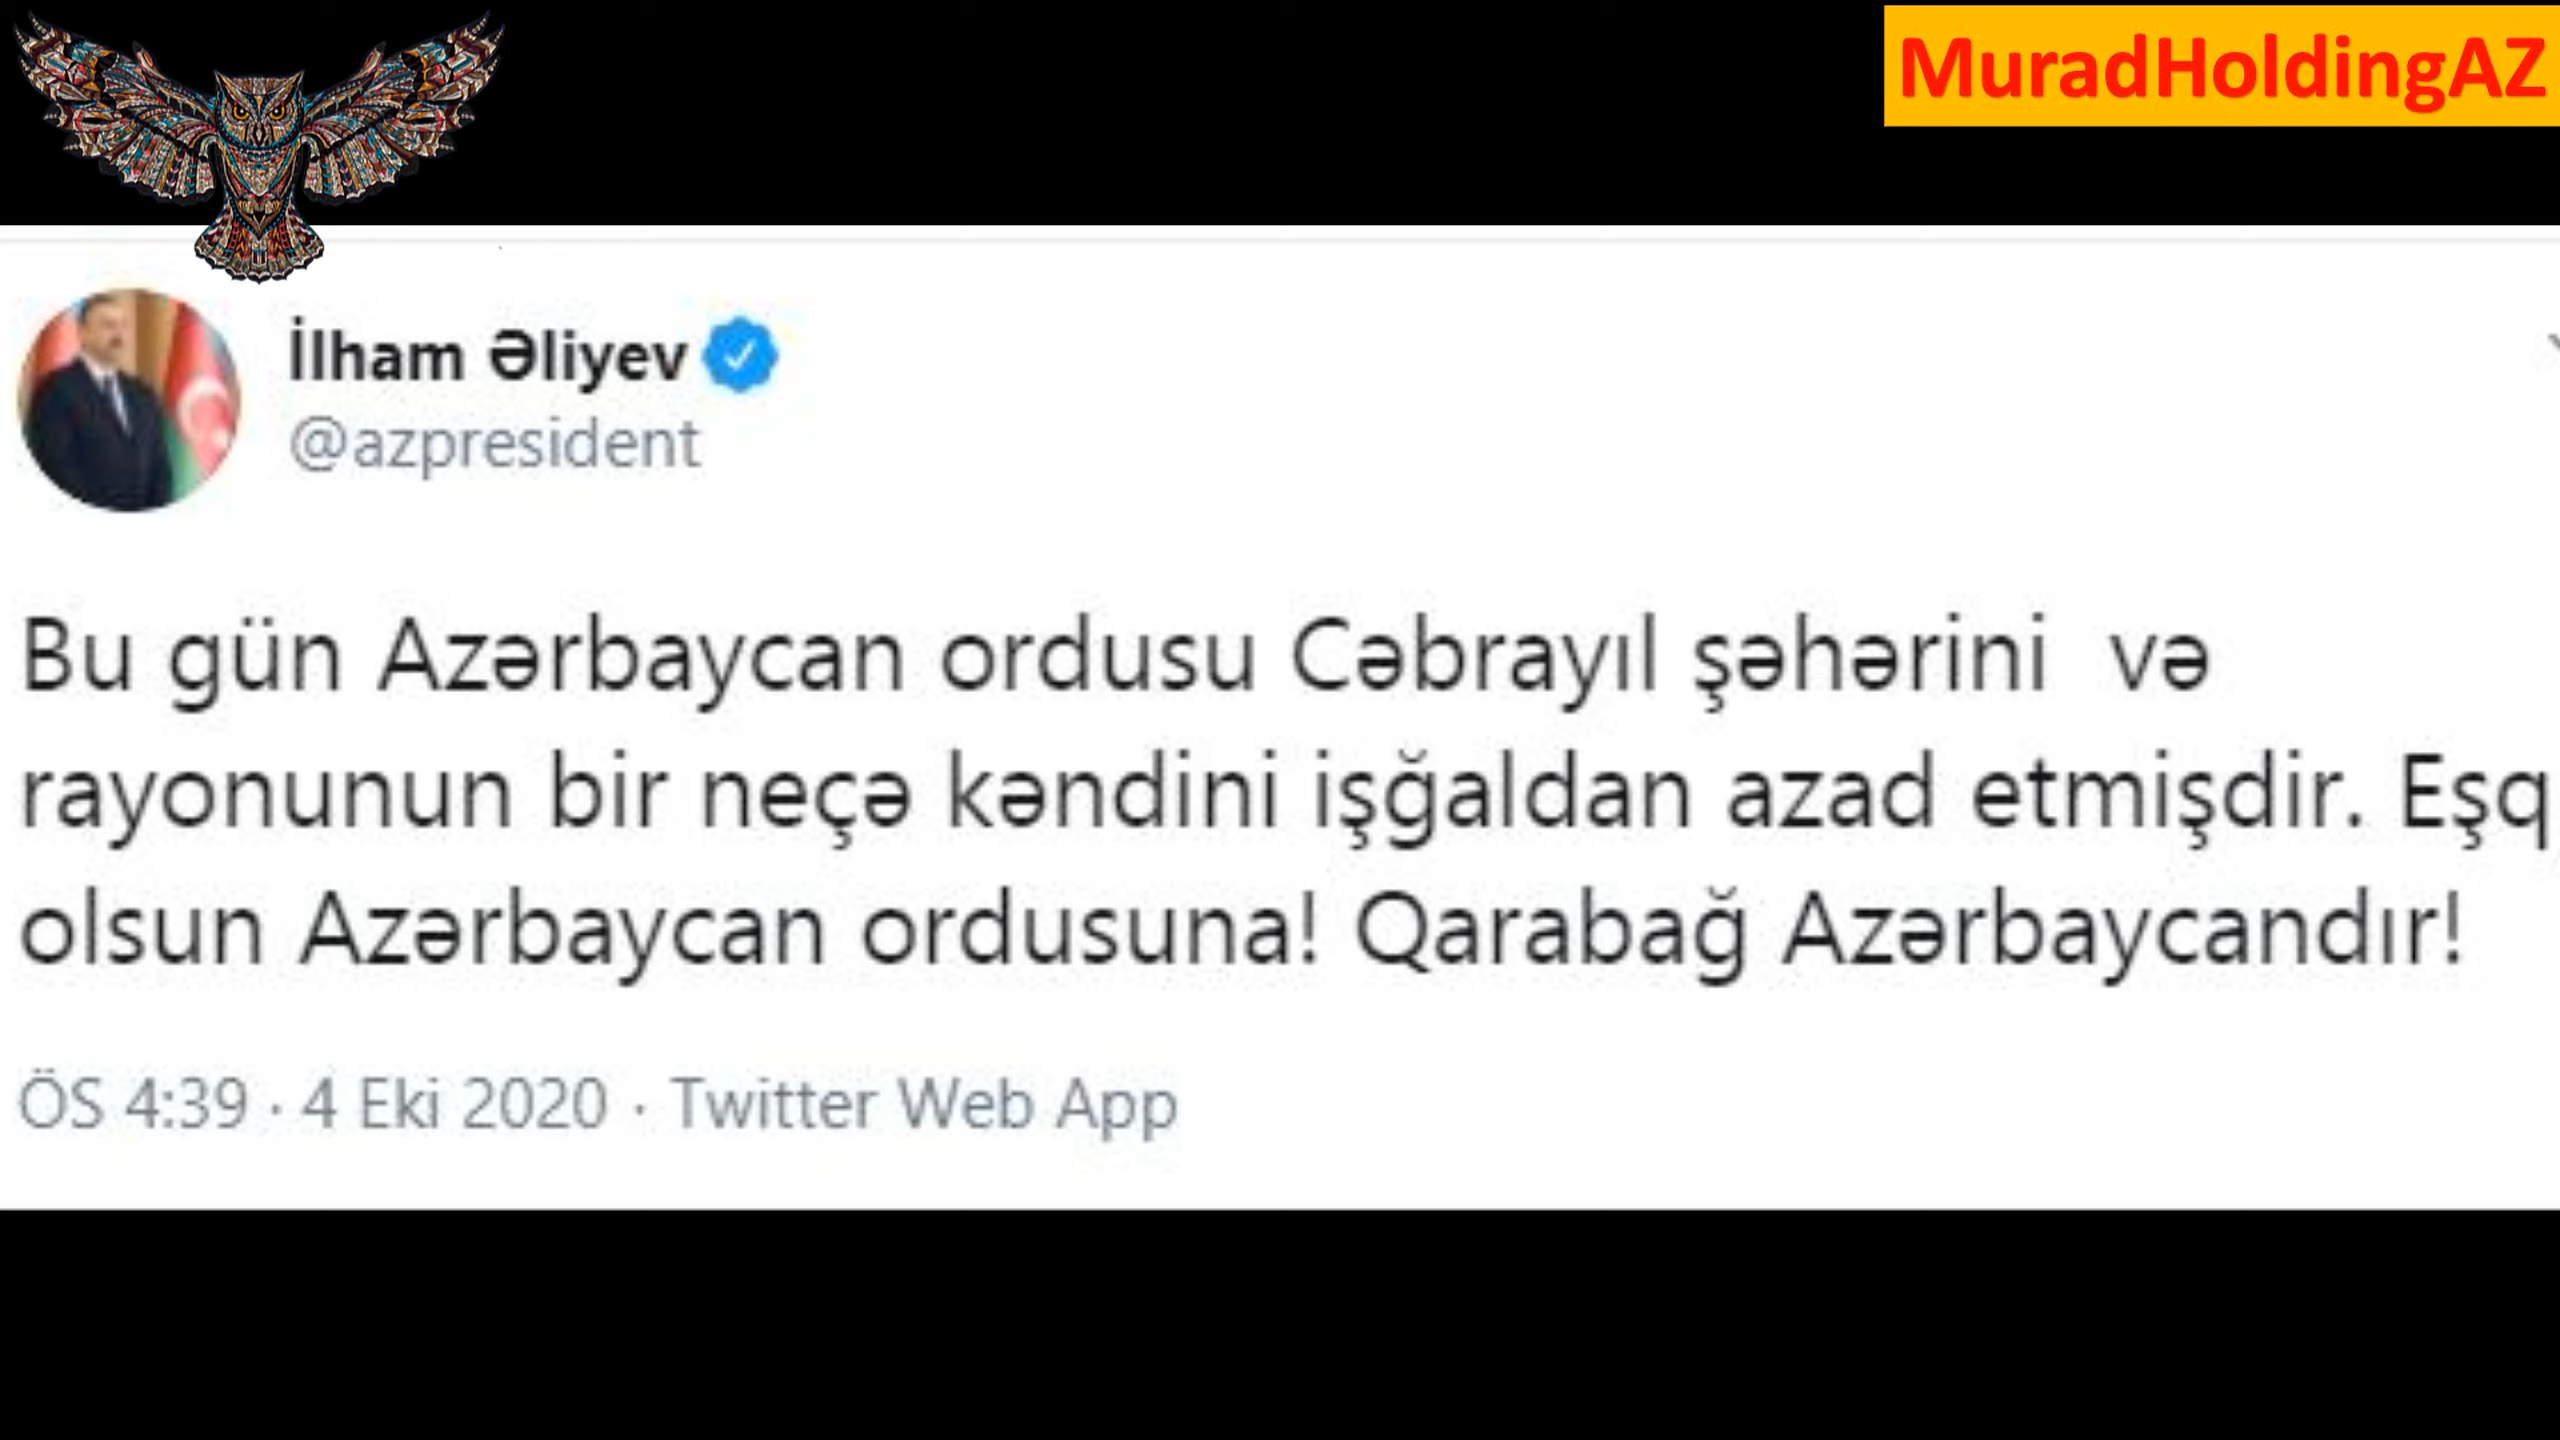 MuradHoldingAZ
İlham Əliyev
@azpresident
Bu gün Azərbaycan ordusu Cəbrayıl şəhərini və
rayonunun bir neçə kəndini işğaldan azad etmişdir. Eşq
olsun Azərbaycan ordusuna! Qarabağ Azərbaycandır!
ÖS 4:39 · 4 Eki 2020 · Twitter Web App